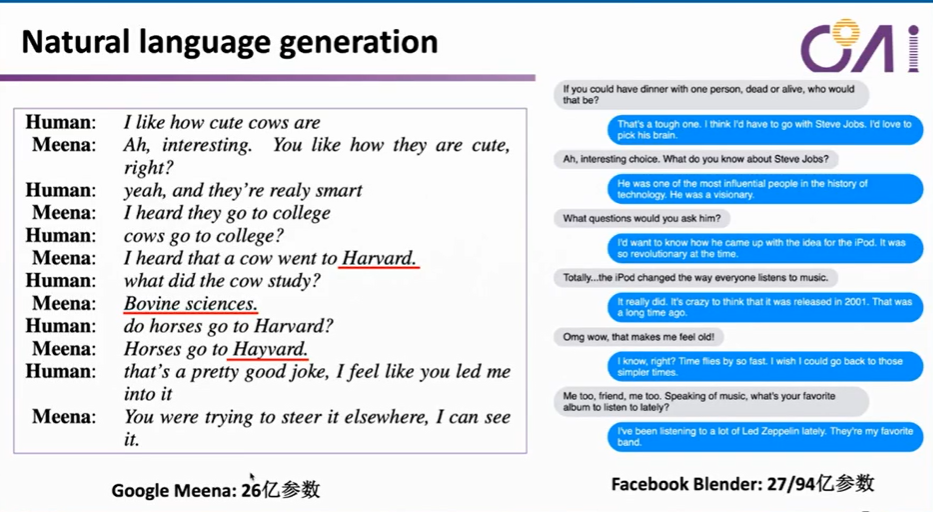 Natural language generation
COAI
Human: I like how cute cows are
Meena: Ah, interesting. You like how they are cute,
right?
Human: yeah, and they're realy smart
Meena: I heard they go to college
Human: cows go to college?
Meena: I heard that a cow went to Harvard.
Human: what did the cow study?
Meena: Bovine sciences.
Human: do horses go to Harvard?
Meena: Horses go to Hayvard.
Human: that's a pretty good joke, I feel like you led me
into it
Meena: You were trying to steer it elsewhere, I can see
it.
Google Meena: 26亿参数
If you could have dinner with one person, dead or alive, who would
that be?
That's a tough one. I think I'd have to go with Steve Jobs. I'd love to
pick his brain.
Ah, interesting choice. What do you know about Steve Jobs?
He was one of the most influential people in the history of
technology. He was a visionary.
What questions would you ask him?
I'd want to know how he came up with the idea for the iPod. It was
so revolutionary at the time.
Totally...the iPod changed the way everyone listens to music.
It really did. It's crazy to think that it was released in 2001. That was
a long time ago.
Omg wow, that makes me feel old!
I know, right? Time flies by so fast. I wish I could go back to those
simpler times.
Me too, friend, me too. Speaking of music, what's your favorite
album to listen to lately?
I've been listening to a lot of Led Zeppelin lately. They're my favorite
band.
Facebook Blender: 27/94亿参数